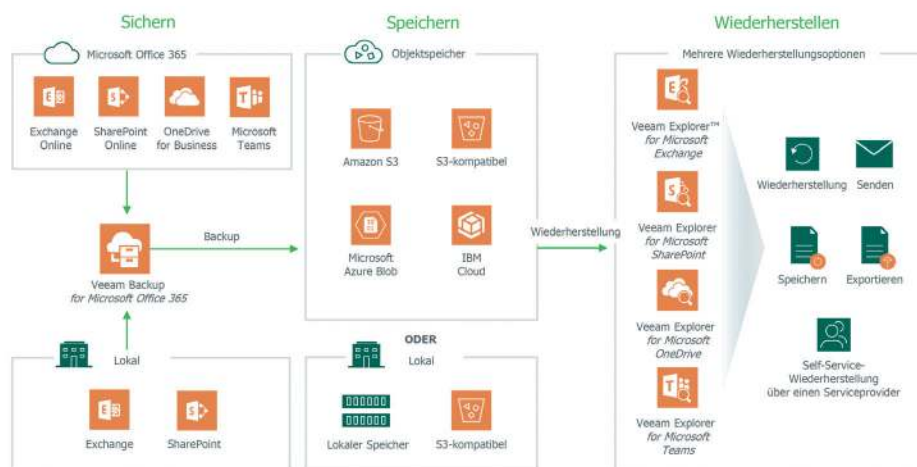 Sichern
Microsoft Office 365
Exchange
Online
SharePoint
Online
OneDrive
for Business
Microsoft
Teams
Veeam Backup
for Microsoft Office 365
Lokal
Exchange
SharePoint
Backup
Speichern
Objektspeicher
Amazon S3
S3-kompatibel
Microsoft
Azure Blob
IBM
Cloud
ODER
Lokal
Lokaler Speicher
S3-kompatibel
Wiederherstellung
Wiederherstellen
Mehrere Wiederherstellungsoptionen
Veeam Explorer™
for Microsoft
Exchange
Veeam Explorer
for Microsoft
SharePoint
Veeam Explorer
for Microsoft
OneDrive
Veeam Explorer
for Microsoft
Teams
Wiederherstellung
Senden
Speichern
Exportieren
Self-Service-
Wiederherstellung
über einen Serviceprovider